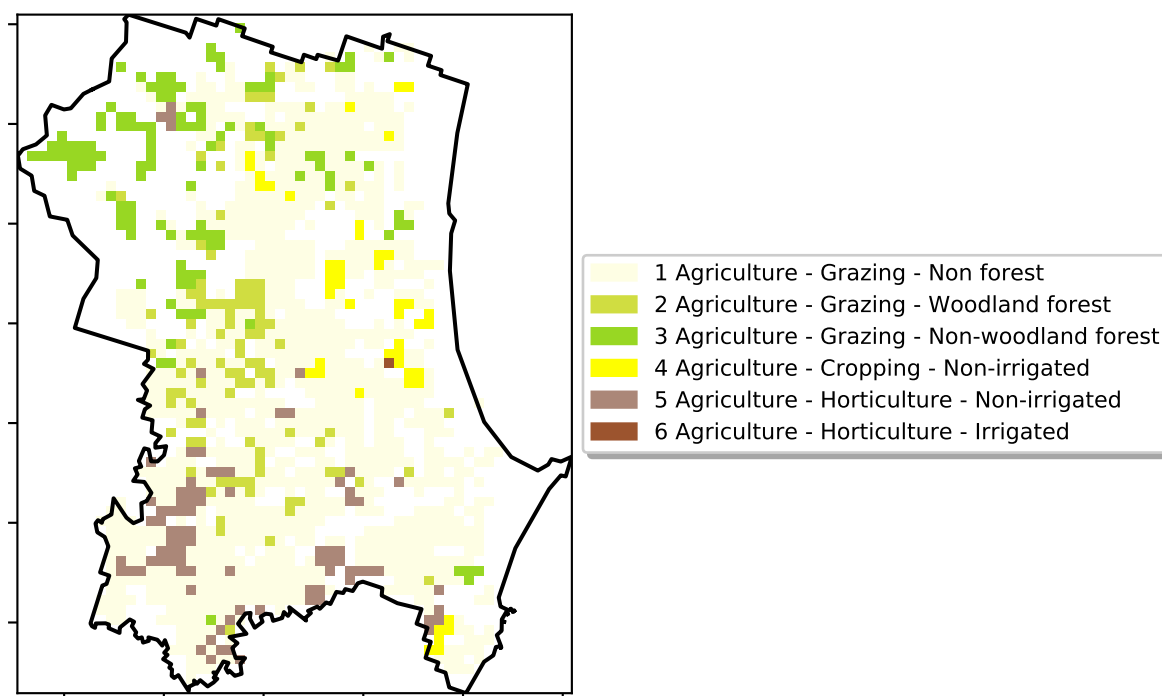 1 Agriculture - Grazing - Non forest
2 Agriculture - Grazing - Woodland forest
3 Agriculture - Grazing - Non-woodland forest
4 Agriculture - Cropping - Non-irrigated
5 Agriculture - Horticulture - Non-irrigated
6 Agriculture - Horticulture - Irrigated